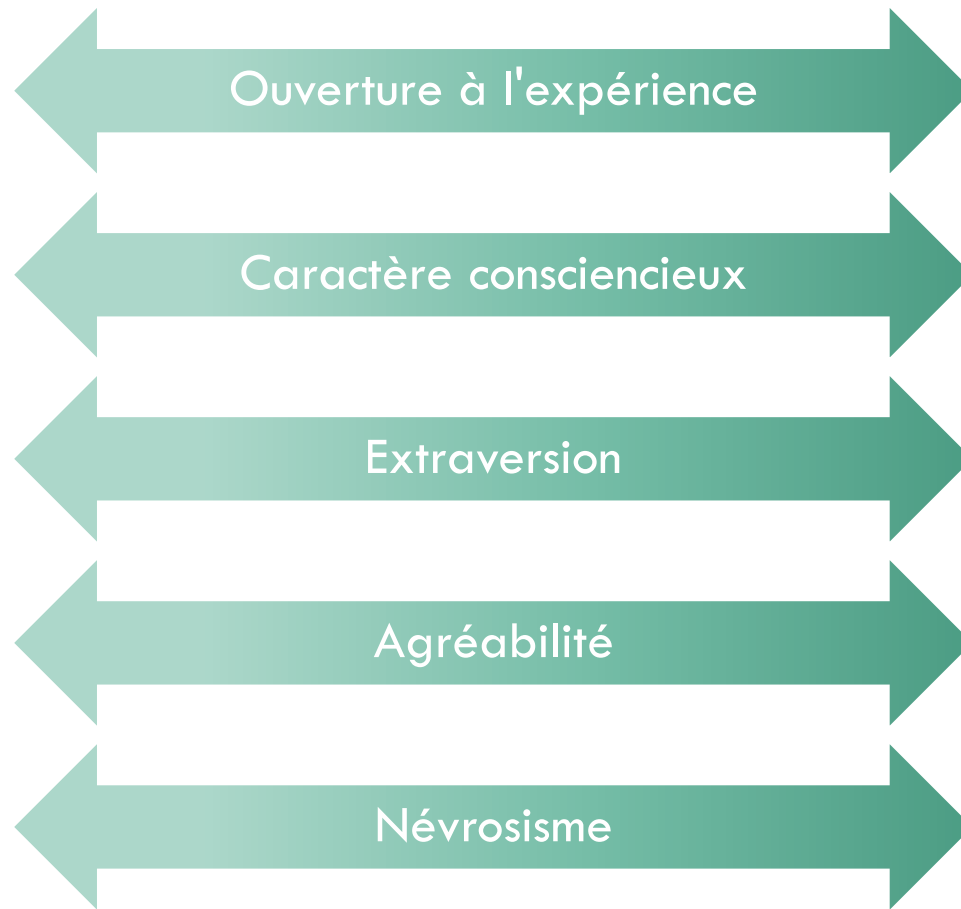 Ouverture à l'expérience
Caractère consciencieux
Extraversion
Agréabilité
Névrosisme